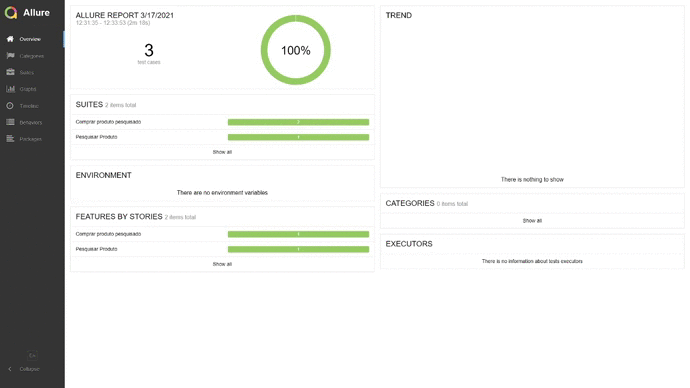 Allure
Overview
Categories
Suites
Graphs
Timeline
Behaviors
Packages
En
Collapse
ALLURE REPORT 3/17/2021
12:31:35 - 12:33:53 (2m 18s)
3
test cases
100%
SUITES 2 items total
Comprar produto pesquisado
2
Pesquisar Produto
1
Show all
ENVIRONMENT
There are no environment variables
FEATURES BY STORIES 2 items total
Comprar produto pesquisado
1
Pesquisar Produto
1
Show all
TREND
There is nothing to show
CATEGORIES 0 items total
Show all
EXECUTORS
There is no information about tests executors